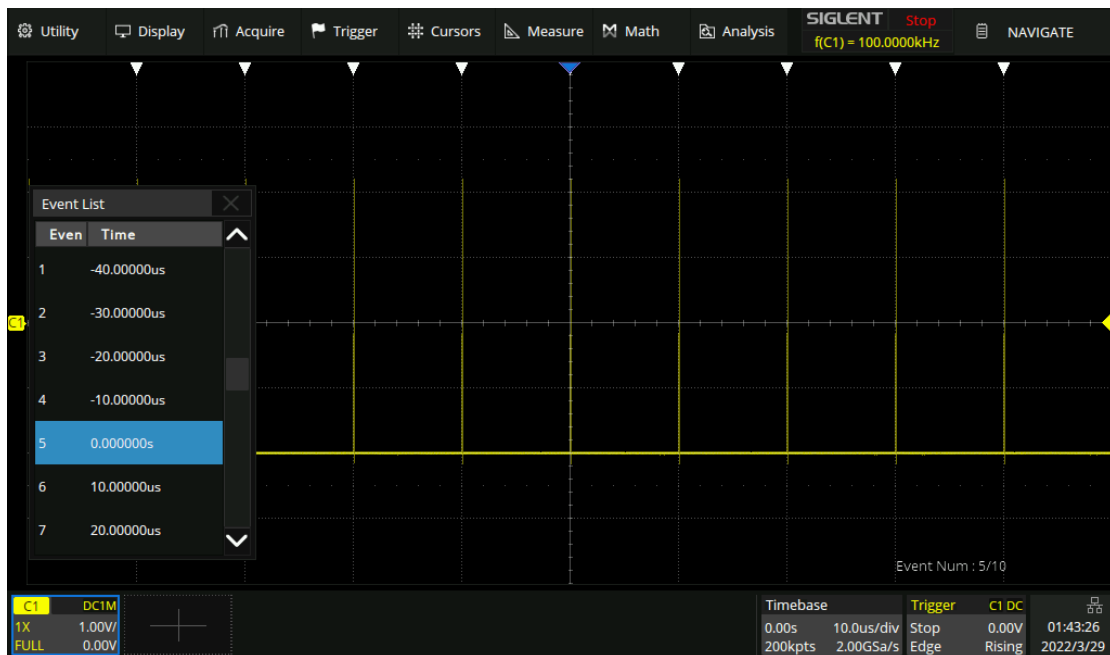 Utility Display Acquire Trigger Cursors Measure Math Analysis SIGLENT Stop NAVIGATE
f(C1) = 100.0000kHz
Event List
Even Time
1 -40.00000us
2 -30.00000us
C1
3 -20.00000us
4 -10.00000us
5 0.000000s
6 10.00000us
7 20.00000us
Event Num : 5/10
C1 DC1M
1X 1.00V/
FULL 0.00V
Timebase
0.00s 10.0us/div
200kpts 2.00GSa/s
Trigger C1 DC
Stop 0.00V
Edge Rising
01:43:26
2022/3/29